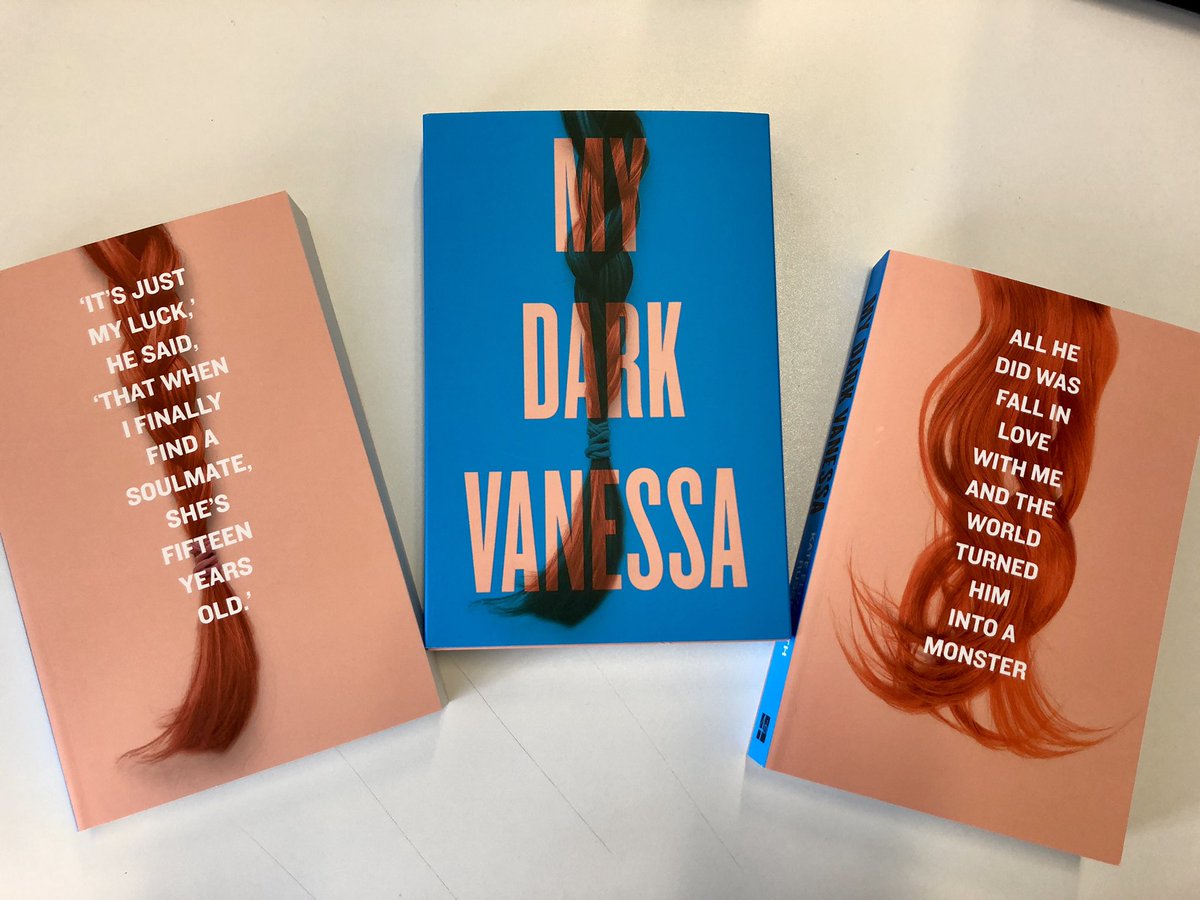 ‘IT’S JUST
MY LUCK,’
HE SAID,
‘THAT WHEN
I FINALLY
FIND A
SOULMATE,
SHE’S
FIFTEEN
YEARS
OLD.’
MY
DARK
VANESSA
MY DARK VANESSA
ALL HE
DID WAS
FALL IN
LOVE
WITH ME
AND THE
WORLD
TURNED
HIM
INTO A
MONSTER